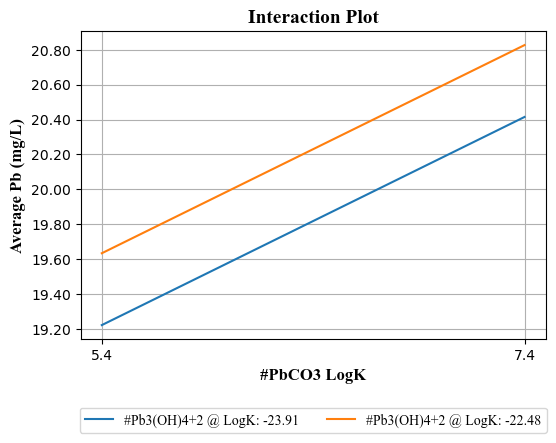 Interaction Plot
20.80
20.60
20.40
20.20
20.00
19.80
19.60
19.40
19.20
Average Pb (mg/L)
5.4 7.4
#PbCO3 LogK
#Pb3(OH)4+2 @ LogK: -23.91 #Pb3(OH)4+2 @ LogK: -22.48